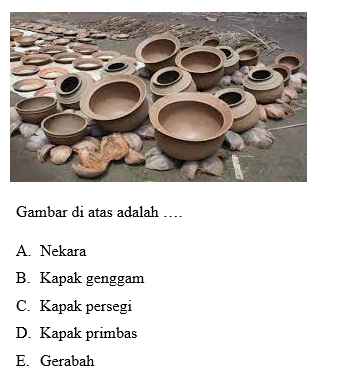 Gambar di atas adalah ….
A. Nekara
B. Kapak genggam
C. Kapak persegi
D. Kapak primbas
E. Gerabah